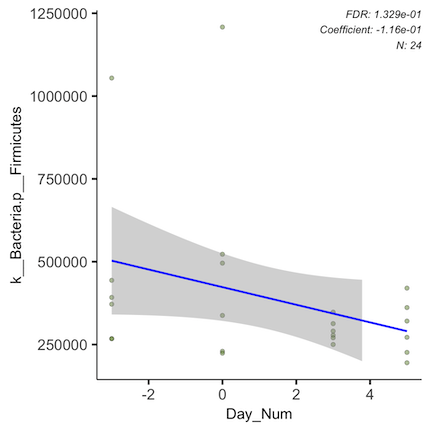 FDR: 1.329e-01
Coefficient: -1.16e-01
N: 24
1250000
1000000
750000
500000
250000
k__Bacteria.p__Firmicutes
-2 0 2 4
Day_Num